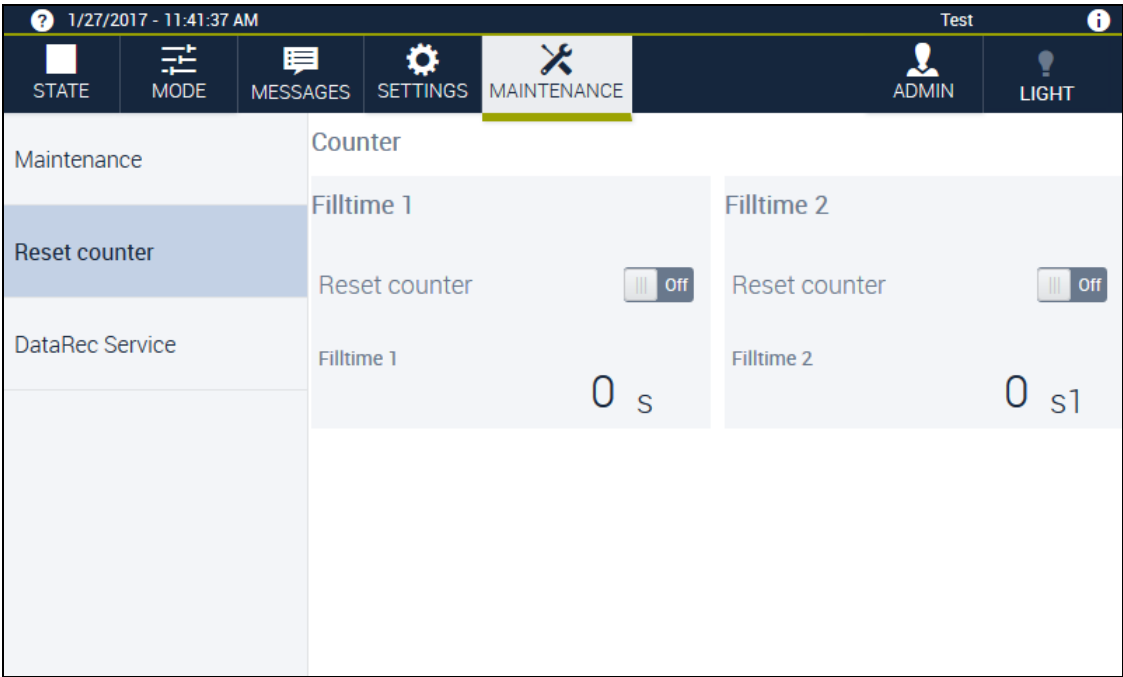 ? 1/27/2017 - 11:41:37 AM Test i
STATE MODE MESSAGES SETTINGS MAINTENANCE ADMIN LIGHT
Maintenance
Reset counter
DataRec Service
Counter
Filltime 1
Reset counter Off
Filltime 1
0 s
Filltime 2
Reset counter Off
Filltime 2
0 s1